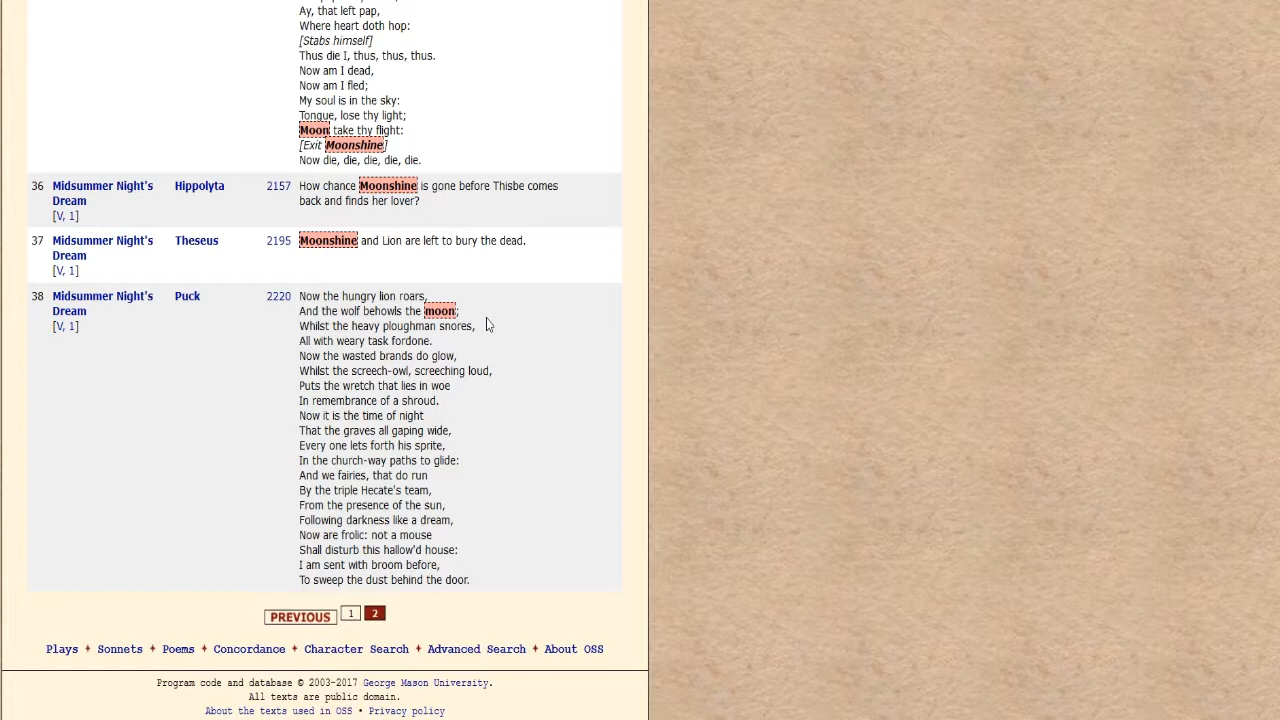 Ay, that left pap,
Where heart doth hop:
[Stabs himself]
Thus die I, thus, thus, thus.
Now am I dead,
Now am I fled;
My soul is in the sky:
Tongue, lose thy light;
Moon take thy flight:
[Exit Moonshine]
Now die, die, die, die, die.
36 Midsummer Night's Dream [V, 1] Hippolyta 2157 How chance Moonshine is gone before Thisbe comes
back and finds her lover?
37 Midsummer Night's Dream [V, 1] Theseus 2195 Moonshine and Lion are left to bury the dead.
38 Midsummer Night's Dream [V, 1] Puck 2220 Now the hungry lion roars,
And the wolf behowls the moon;
Whilst the heavy ploughman snores,
All with weary task fordone.
Now the wasted brands do glow,
Whilst the screech-owl, screeching loud,
Puts the wretch that lies in woe
In remembrance of a shroud.
Now it is the time of night
That the graves all gaping wide,
Every one lets forth his sprite,
In the church-way paths to glide:
And we fairies, that do run
By the triple Hecate's team,
From the presence of the sun,
Following darkness like a dream,
Now are frolic: not a mouse
Shall disturb this hallow'd house:
I am sent with broom before,
To sweep the dust behind the door.
PREVIOUS 1 2
Plays ♦ Sonnets ♦ Poems ♦ Concordance ♦ Character Search ♦ Advanced Search ♦ About OSS
Program code and database © 2003-2017 George Mason University.
All texts are public domain.
About the texts used in OSS • Privacy policy